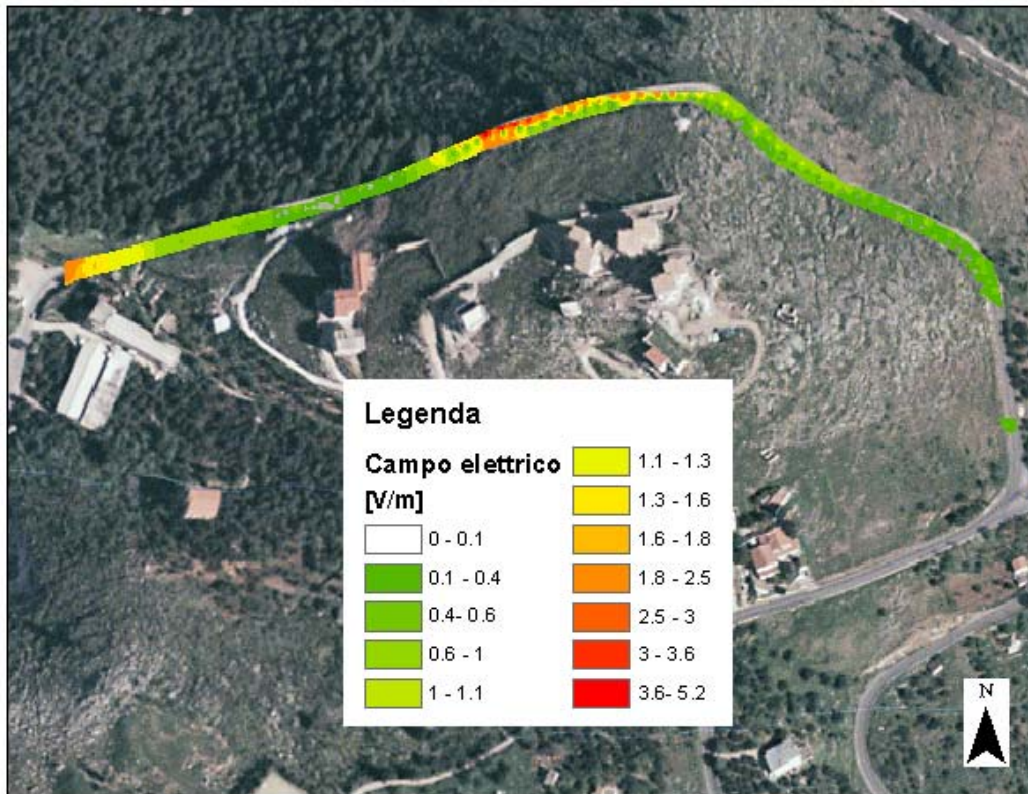 Legenda
Campo elettrico
[V/m]
0 - 0.1
0.1 - 0.4
0.4- 0.6
0.6 - 1
1 - 1.1
1.1 - 1.3
1.3 - 1.6
1.6 - 1.8
1.8 - 2.5
2.5 - 3
3 - 3.6
3.6- 5.2
N